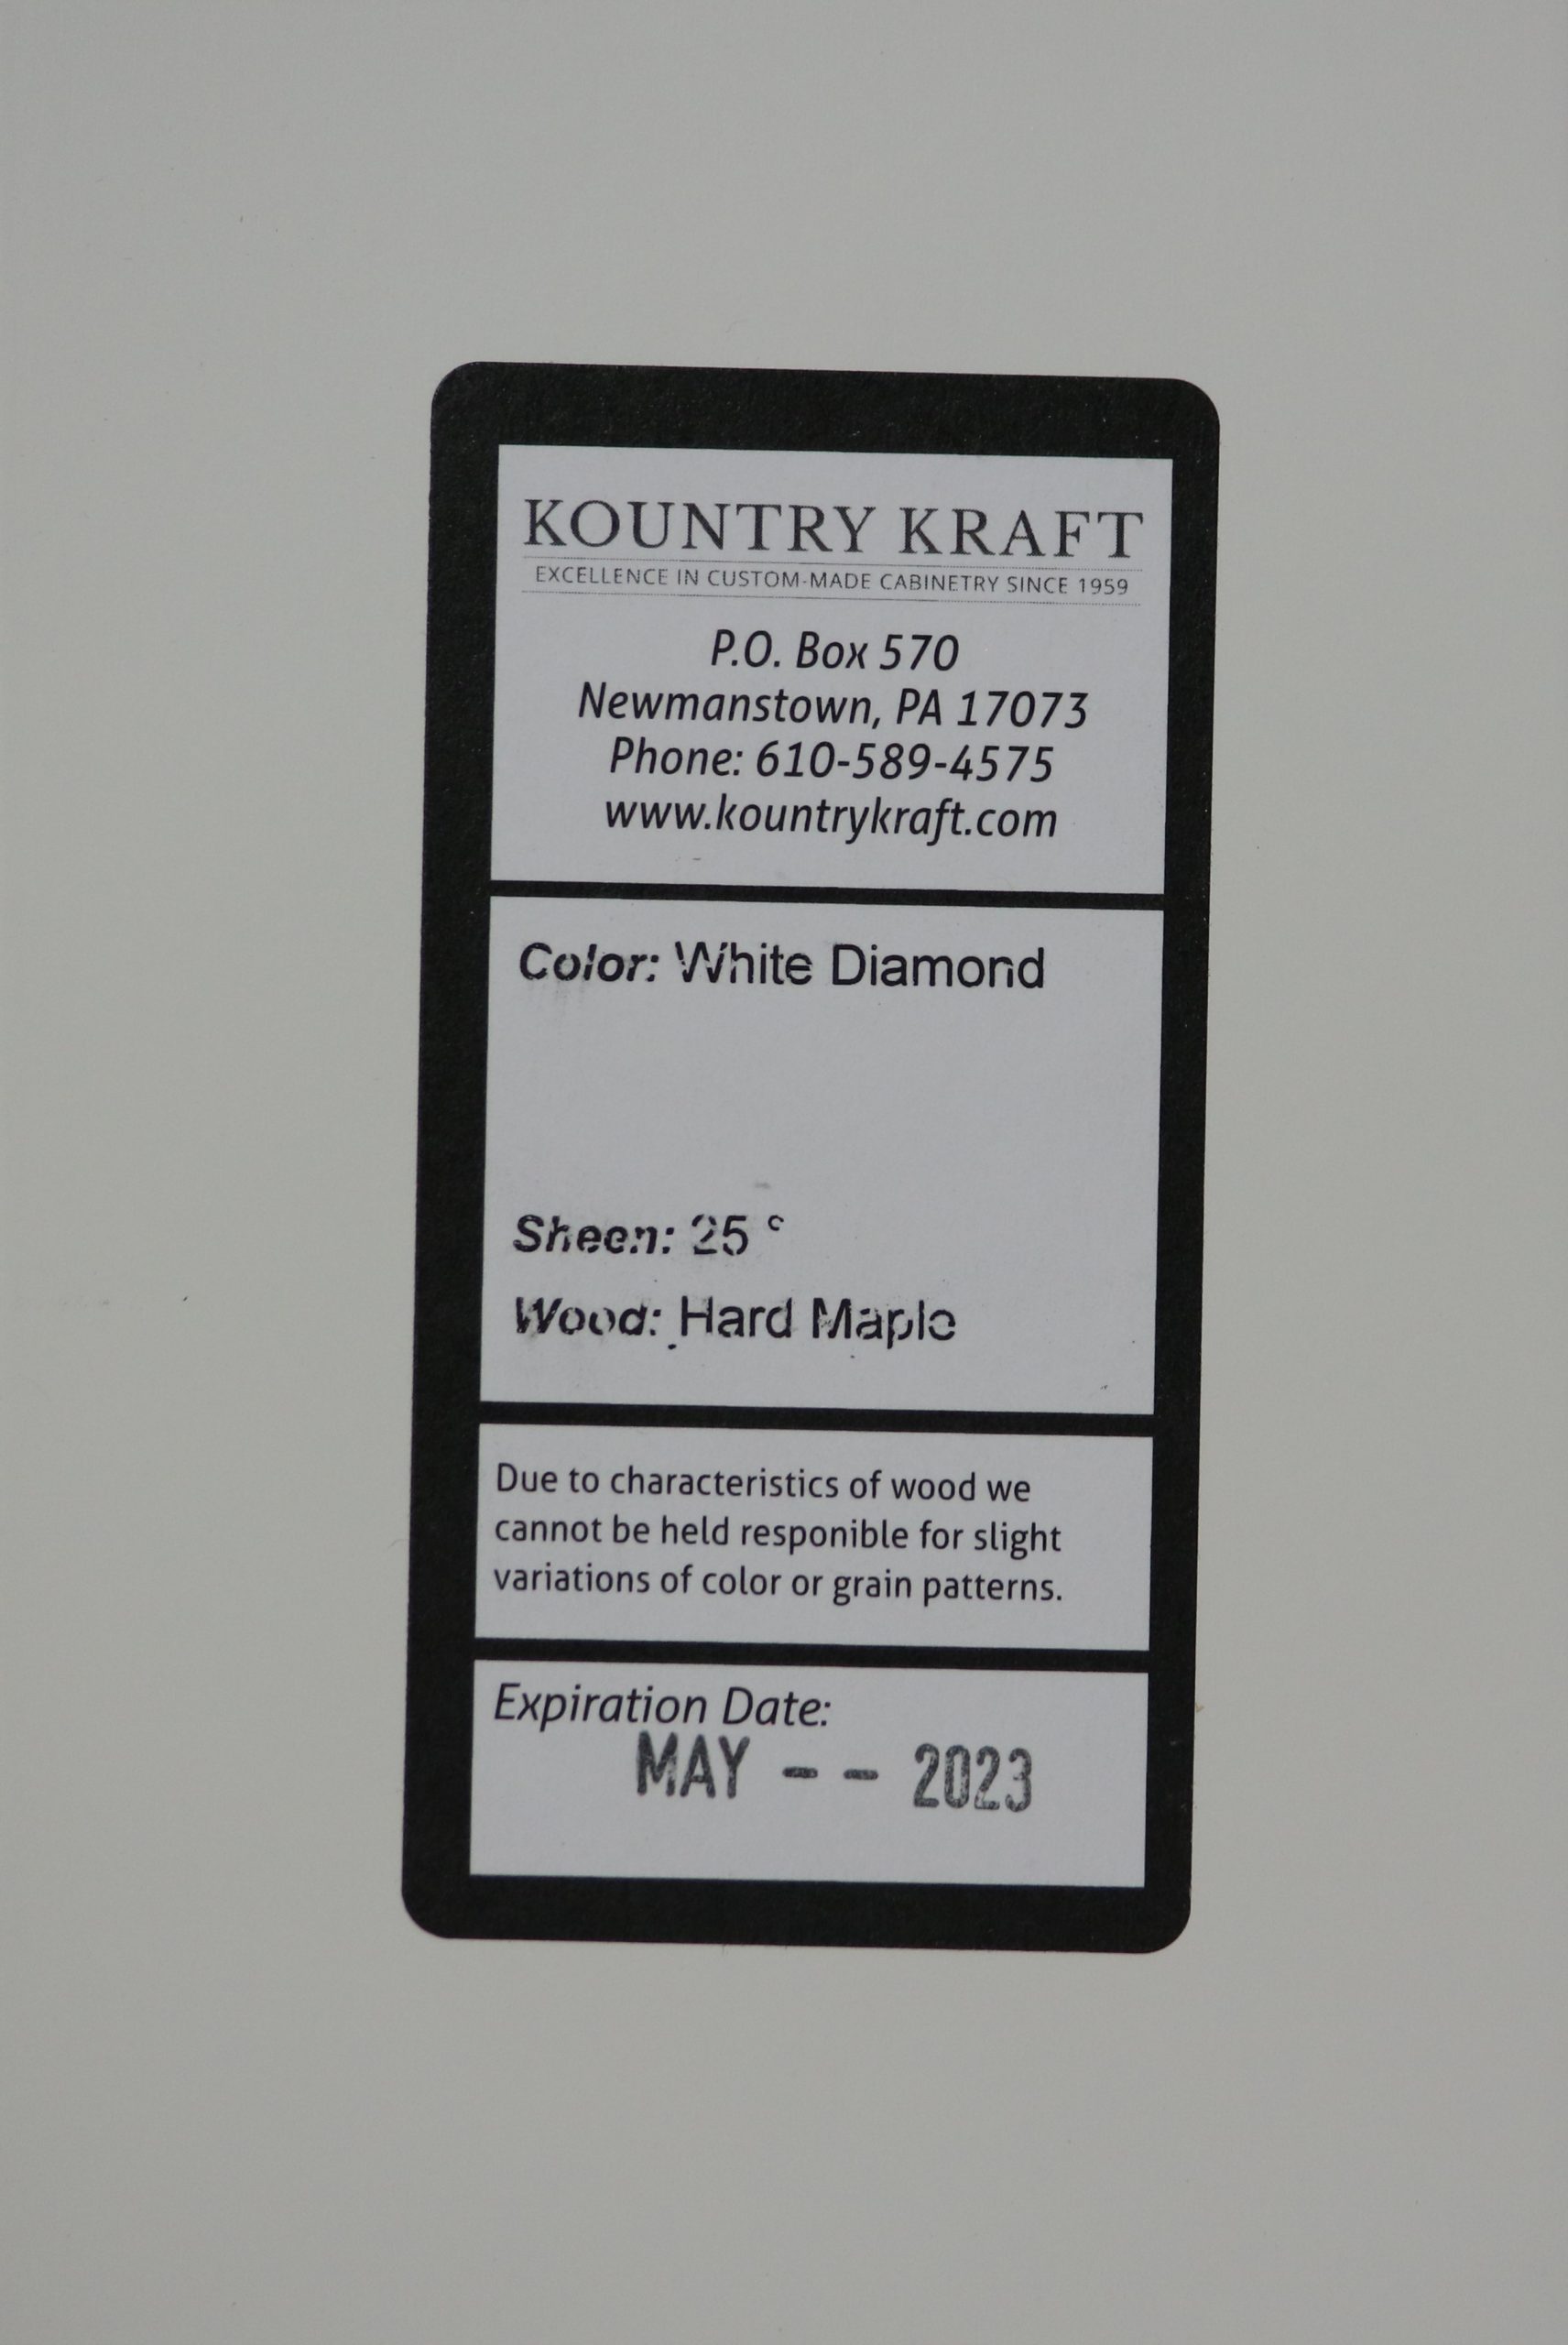 KOUNTRY KRAFT
EXCELLENCE IN CUSTOM-MADE CABINETRY SINCE 1959
P.O. Box 570
Newmanstown, PA 17073
Phone: 610-589-4575
www.kountrykraft.com
Color: White Diamond
Sheen: 25 °
Wood: Hard Maple
Due to characteristics of wood we
cannot be held responible for slight
variations of color or grain patterns.
Expiration Date:
MAY - - 2023